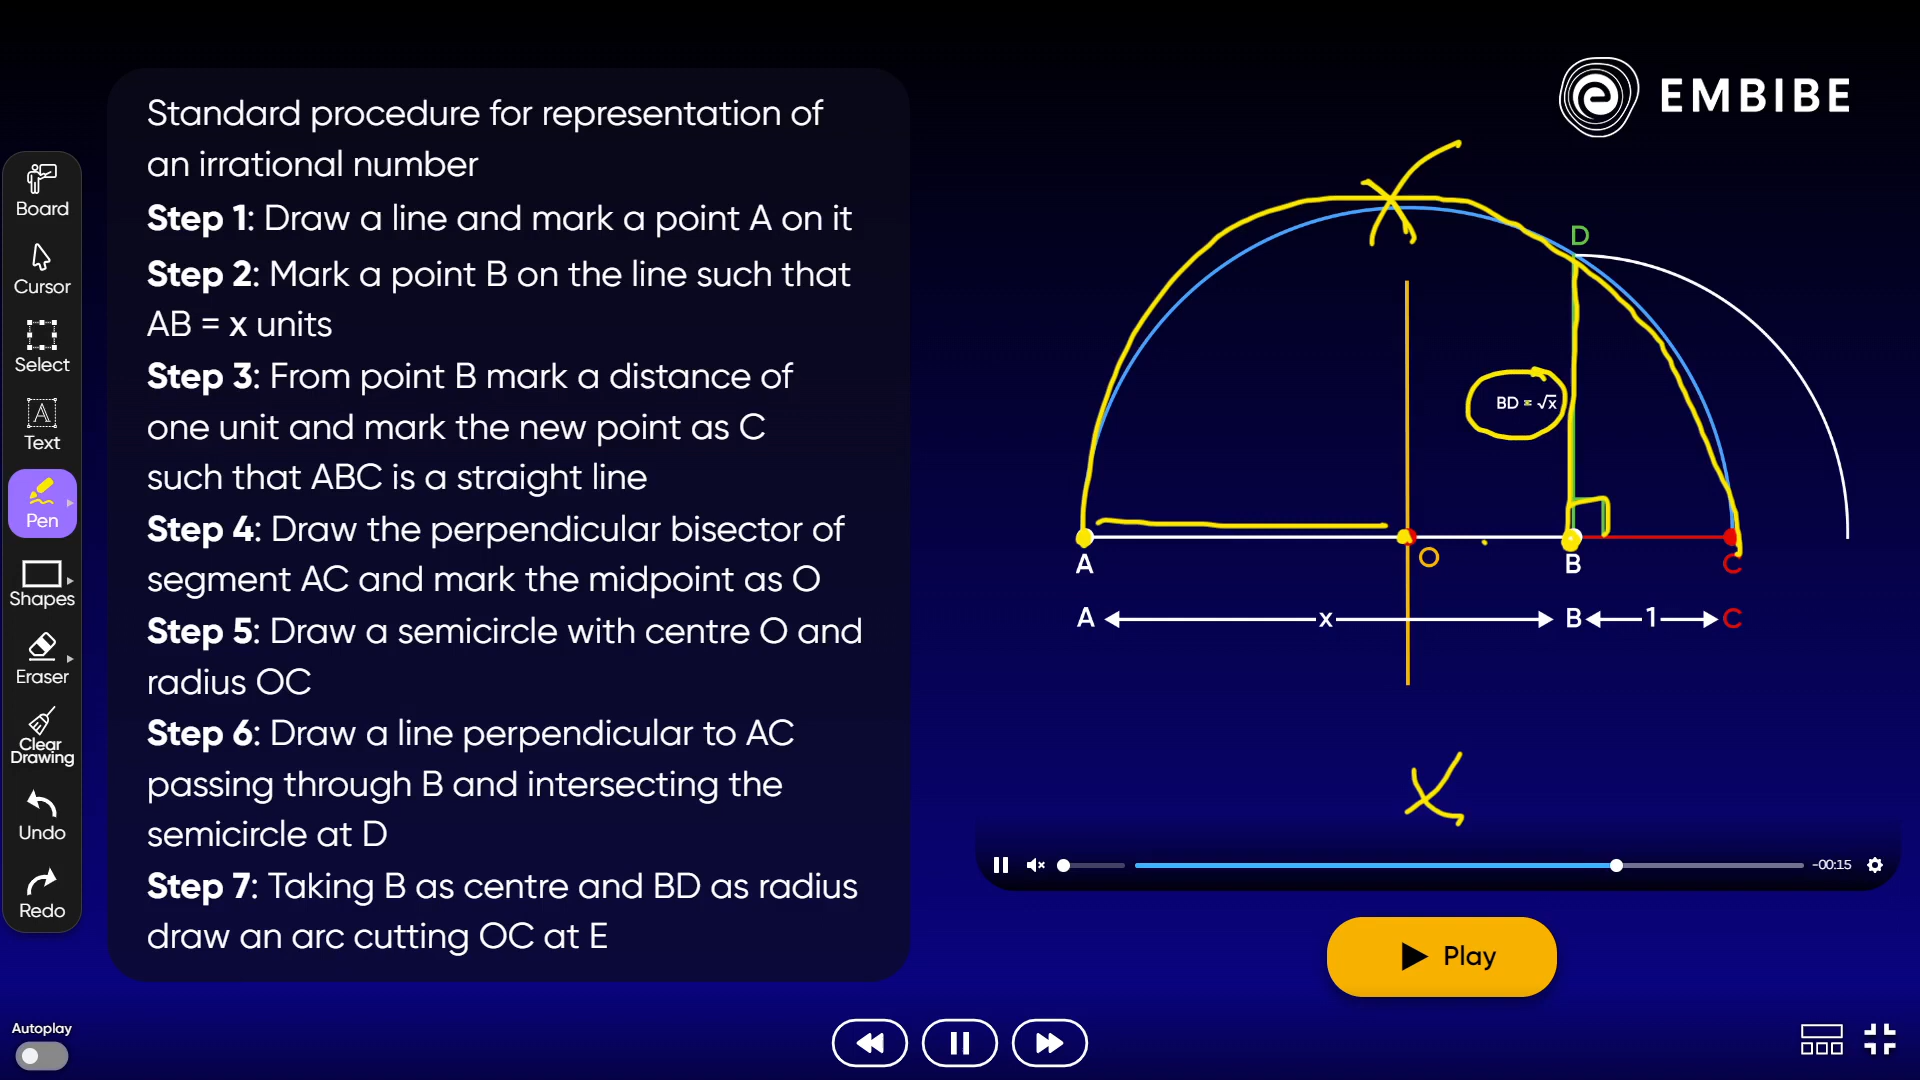 EMBIBE
Standard procedure for representation of
an irrational number
Step 1: Draw a line and mark a point A on it
Step 2: Mark a point B on the line such that
AB = x units
Step 3: From point B mark a distance of
one unit and mark the new point as C
such that ABC is a straight line
Step 4: Draw the perpendicular bisector of
segment AC and mark the midpoint as O
Step 5: Draw a semicircle with centre O and
radius OC
Step 6: Draw a line perpendicular to AC
passing through B and intersecting the
semicircle at D
Step 7: Taking B as centre and BD as radius
draw an arc cutting OC at E
Board
Cursor
Select
Text
Pen
Shapes
Eraser
Clear
Drawing
Undo
Redo
Autoplay
D
BD = √x
A O B C
A x B 1 C
-00:15
Play